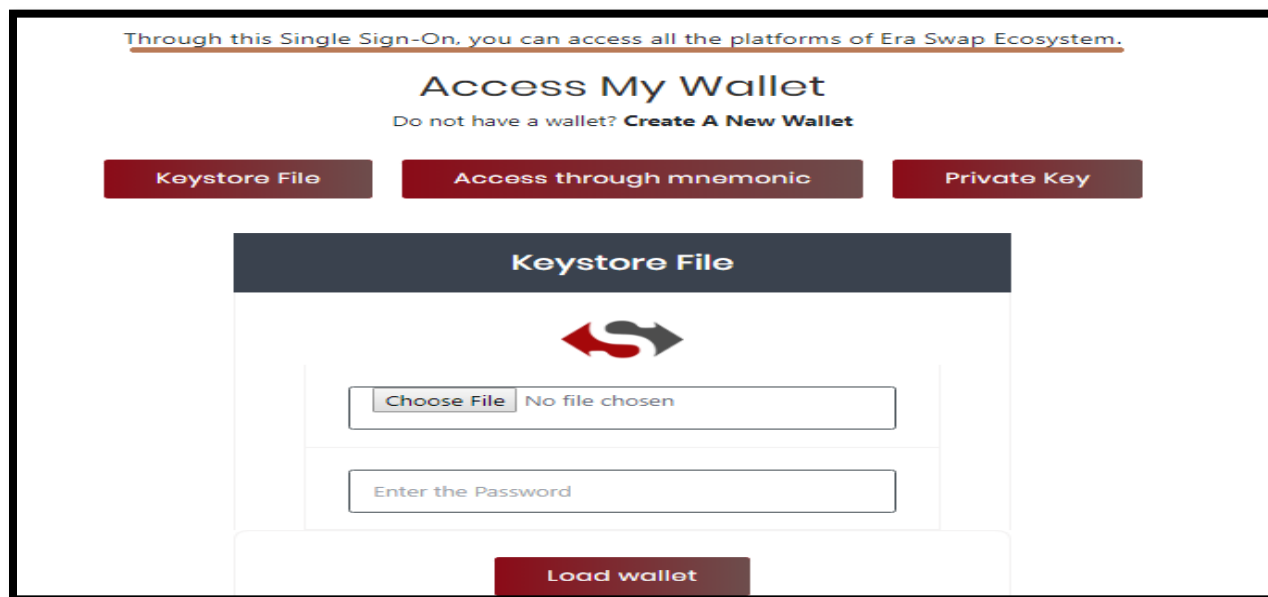 Through this Single Sign-On, you can access all the platforms of Era Swap Ecosystem.
Access My Wallet
Do not have a wallet? Create A New Wallet
Keystore File Access through mnemonic Private Key
Keystore File
Choose File No file chosen
Enter the Password
Load wallet